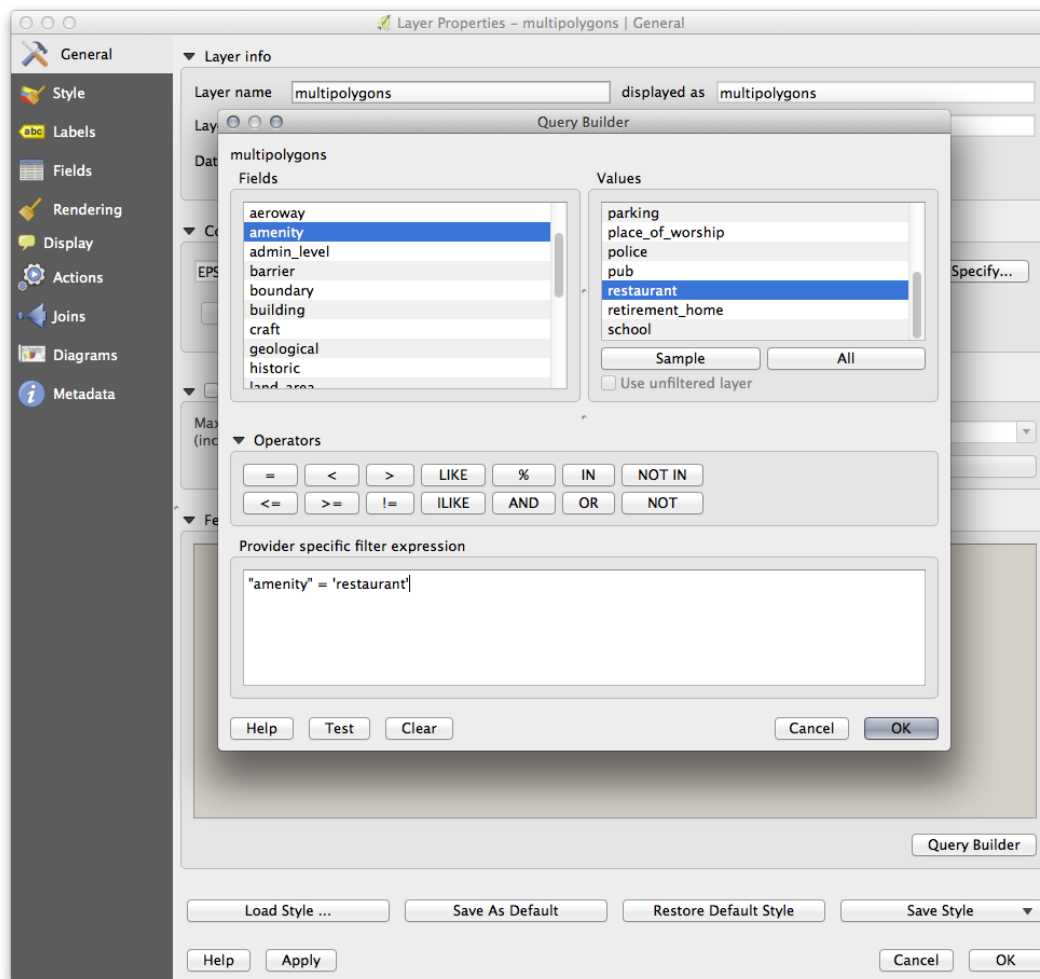 Layer Properties – multipolygons | General
General
Style
Labels
Fields
Rendering
Display
Actions
Joins
Diagrams
Metadata
Layer info
Layer name multipolygons displayed as multipolygons
Query Builder
multipolygons
Fields
aeroway
amenity
admin_level
barrier
boundary
building
craft
geological
historic
land_area
Values
parking
place_of_worship
police
pub
restaurant
retirement_home
school
Sample All
Use unfiltered layer
Specify...
Operators
= < > LIKE % IN NOT IN
<= >= != ILIKE AND OR NOT
Provider specific filter expression
"amenity" = 'restaurant'
Help Test Clear Cancel OK
Query Builder
Load Style ... Save As Default Restore Default Style Save Style
Help Apply Cancel OK